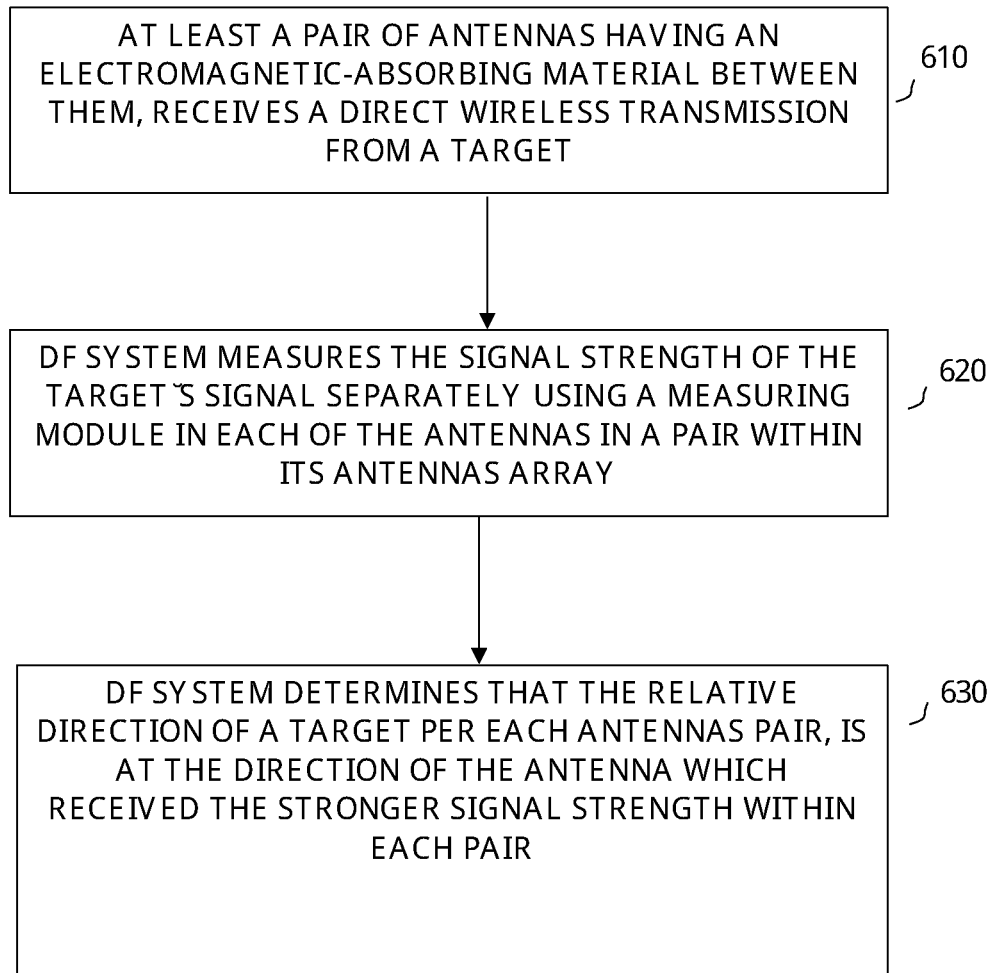 AT LEAST A PAIR OF ANTENNAS HAVING AN
ELECTROMAGNETIC-ABSORBING MATERIAL BETWEEN
THEM, RECEIVES A DIRECT WIRELESS TRANSMISSION
FROM A TARGET
610
DF SYSTEM MEASURES THE SIGNAL STRENGTH OF THE
TARGET˘S SIGNAL SEPARATELY USING A MEASURING
MODULE IN EACH OF THE ANTENNAS IN A PAIR WITHIN
ITS ANTENNAS ARRAY
620
DF SYSTEM DETERMINES THAT THE RELATIVE
DIRECTION OF A TARGET PER EACH ANTENNAS PAIR, IS
AT THE DIRECTION OF THE ANTENNA WHICH
RECEIVED THE STRONGER SIGNAL STRENGTH WITHIN
EACH PAIR
630